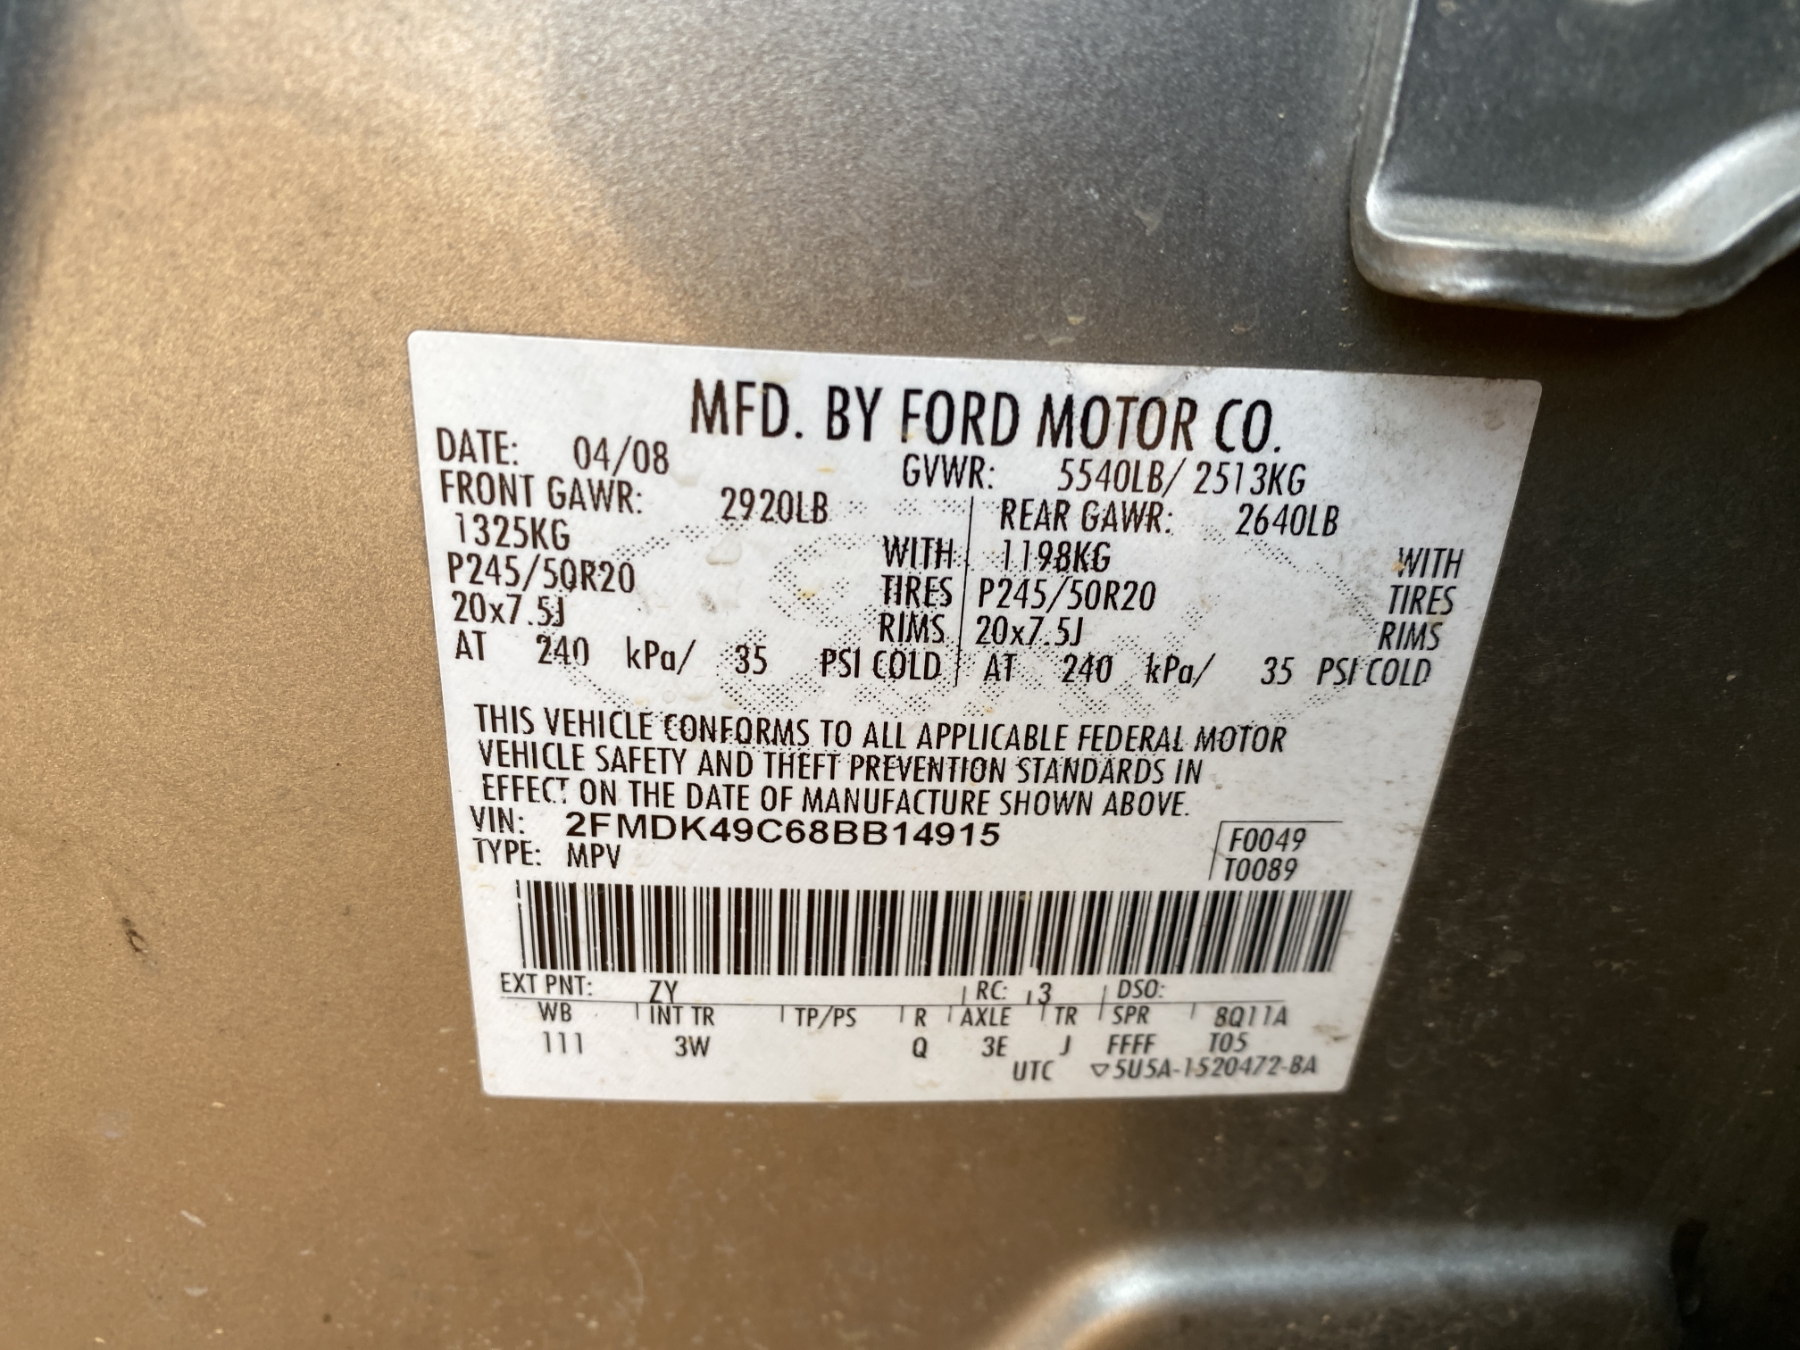 MFD. BY FORD MOTOR CO.
DATE: 04/08 GVWR: 5540LB/ 2513KG
FRONT GAWR: 2920LB REAR GAWR: 2640LB
1325KG WITH 1198KG WITH
P245/50R20 TIRES P245/50R20 TIRES
20x7.5J RIMS 20x7.5J RIMS
AT 240 kPa/ 35 PSI COLD AT 240 kPa/ 35 PSI COLD
THIS VEHICLE CONFORMS TO ALL APPLICABLE FEDERAL MOTOR
VEHICLE SAFETY AND THEFT PREVENTION STANDARDS IN
EFFECT ON THE DATE OF MANUFACTURE SHOWN ABOVE.
VIN: 2FMDK49C68BB14915 F0049
TYPE: MPV T0089
EXT PNT: ZY RC: 3 DSO:
WB INT TR TP/PS R AXLE TR SPR 8Q11A
111 3W Q 3E J FFFF T05
UTC ▽5U5A-1520472-BA